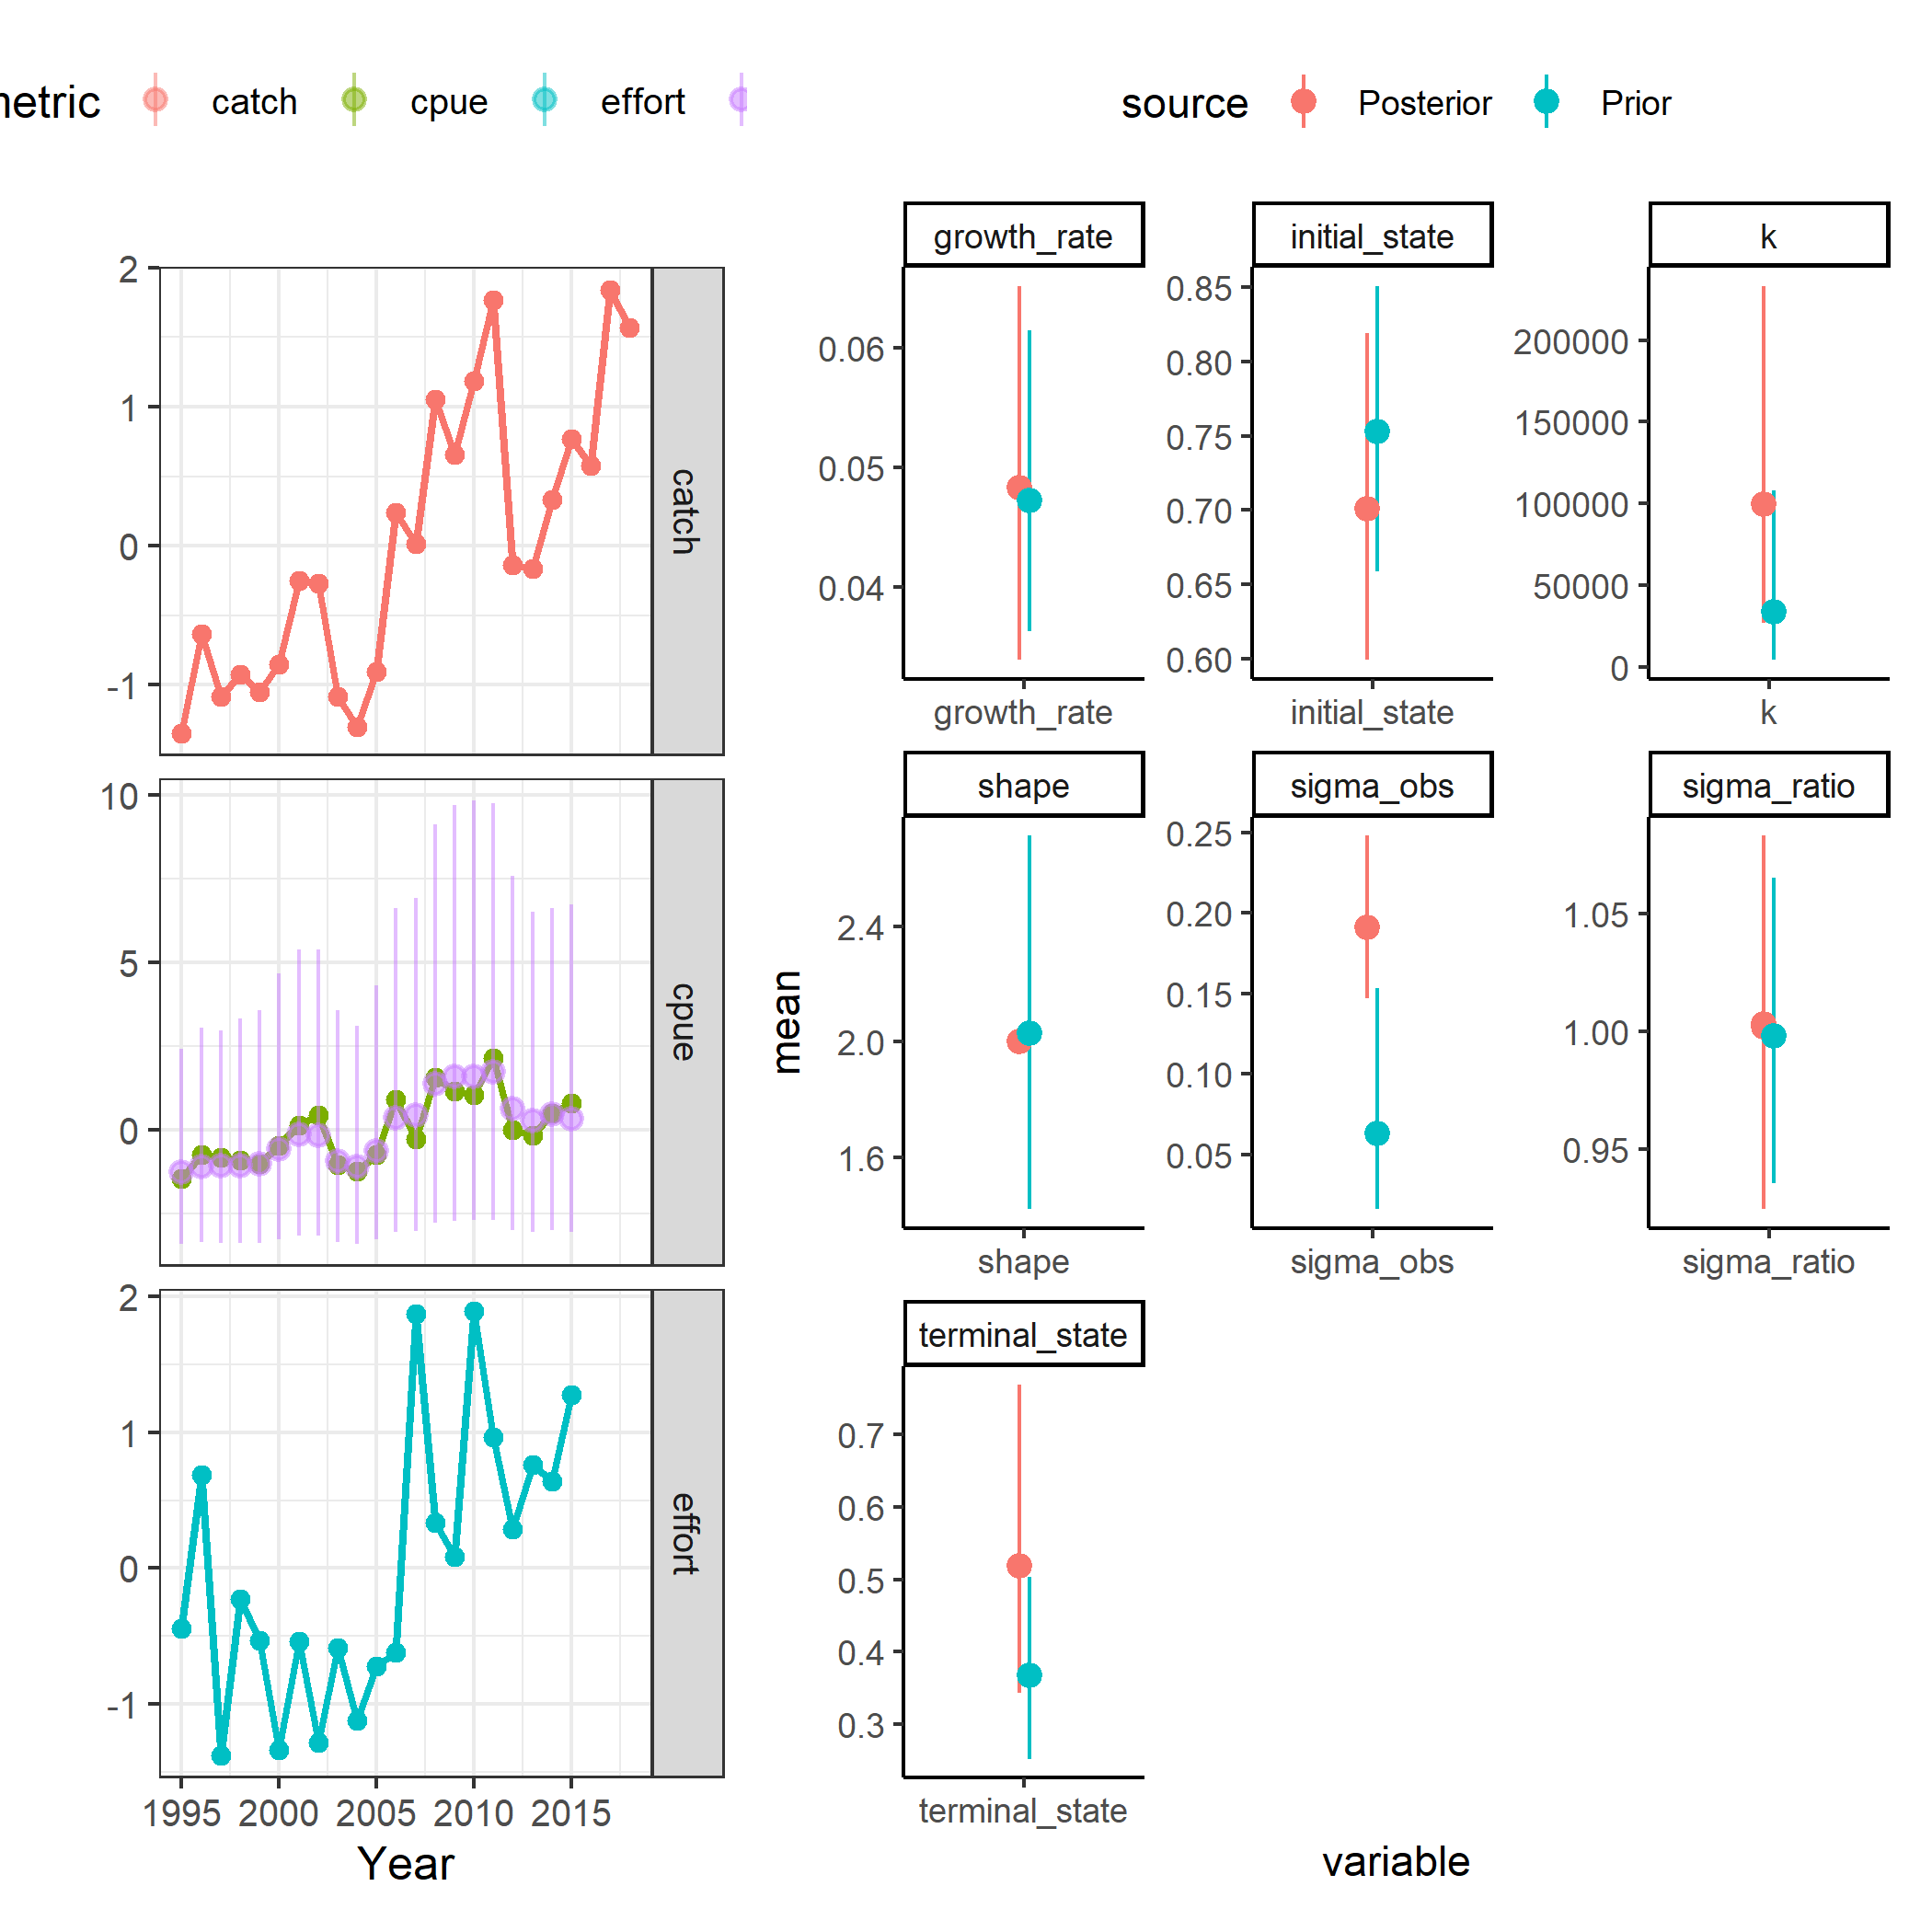 netric catch cpue effort
source Posterior Prior
growth_rate initial_state k
2
1
0
-1
catch
0.06
0.05
0.04
growth_rate
0.85
0.80
0.75
0.70
0.65
0.60
initial_state
200000
150000
100000
50000
0
k
10
5
0
cpue
mean
shape sigma_obs sigma_ratio
2.4
2.0
1.6
shape
0.25
0.20
0.15
0.10
0.05
sigma_obs
1.05
1.00
0.95
sigma_ratio
2
1
0
-1
effort
1995 2000 2005 2010 2015
Year
terminal_state
0.7
0.6
0.5
0.4
0.3
terminal_state
variable